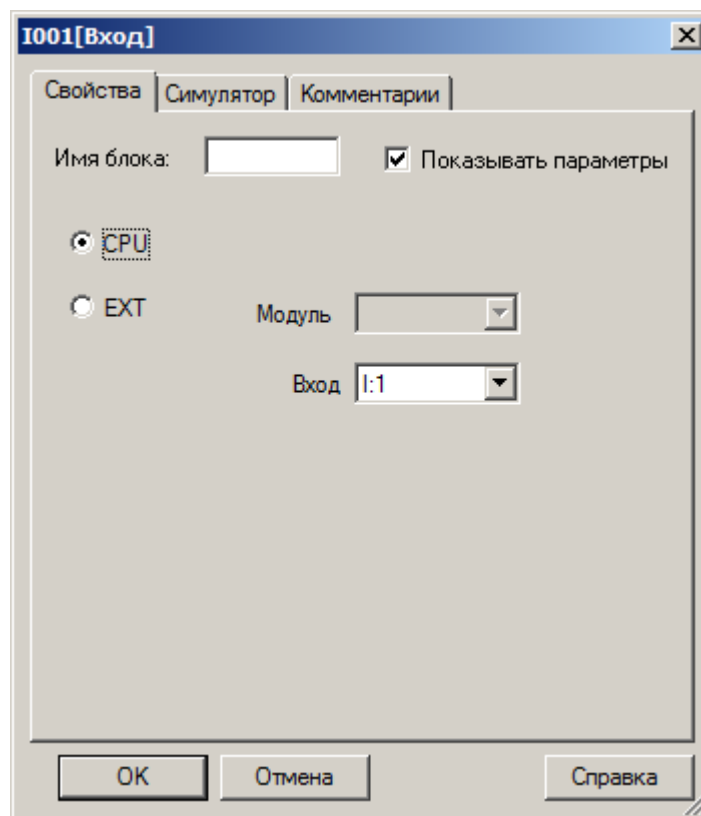 I001[Вход]
Свойства Симулятор Комментарии
Имя блока: Показывать параметры
CPU
EXT Модуль
Вход I:1
OK Отмена Справка